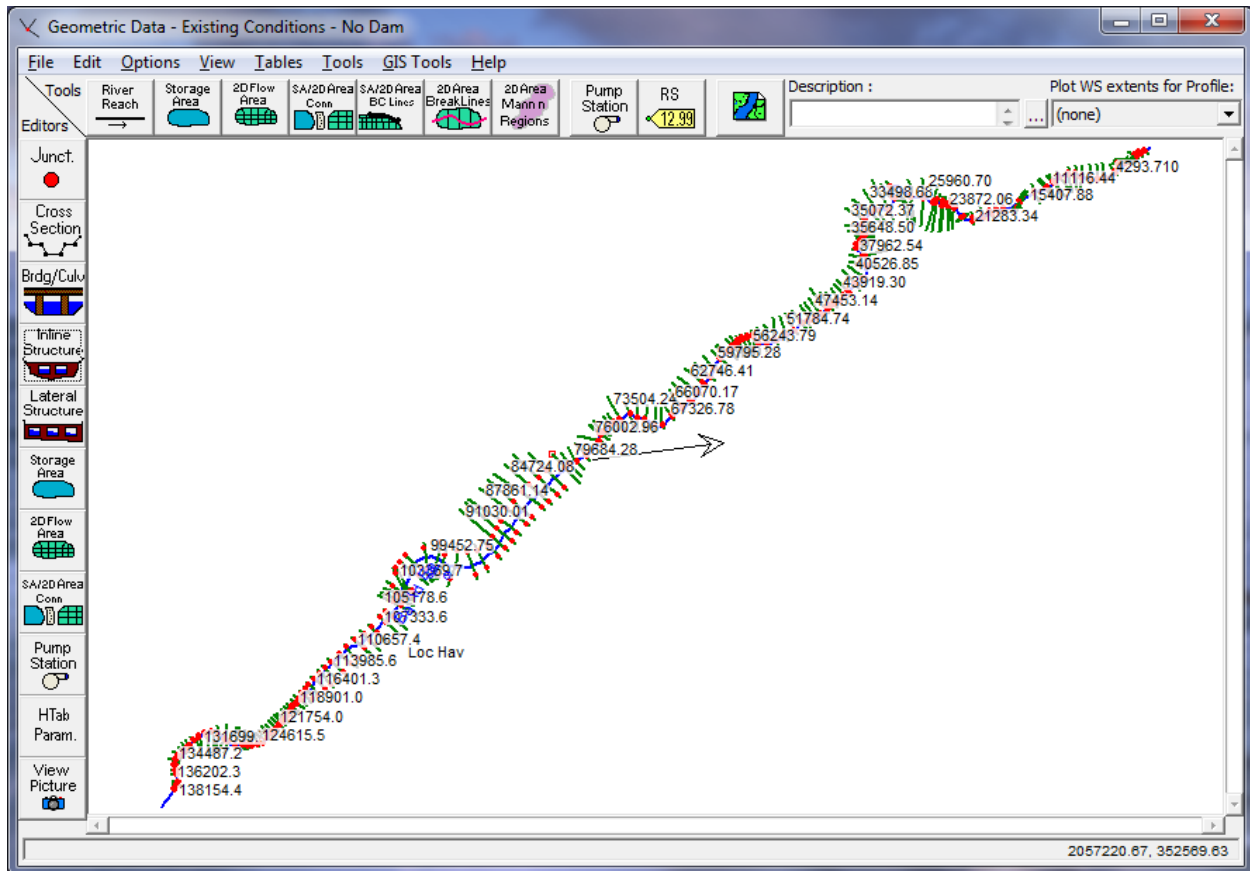 Geometric Data - Existing Conditions - No Dam
File Edit Options View Tables Tools GIS Tools Help
Tools
Editors
River
Reach
Storage
Area
2D Flow
Area
SA/2D Area
Conn
SA/2D Area
BC Lines
2D Area
BreakLines
2D Area
Mann n
Regions
Pump
Station
RS
12.99
Description :
...
Plot WS extents for Profile:
(none)
Junct.
Cross
Section
Brdg/Culv
Inline
Structure
Lateral
Structure
Storage
Area
2D Flow
Area
SA/2D Area
Conn
Pump
Station
HTab
Param.
View
Picture
4293.710
11116.44
15407.88
25960.70
23872.06
21283.34
33498.68
35072.37
35648.50
37962.54
40526.85
43919.30
47453.14
51784.74
56243.79
59795.28
62746.41
66070.17
67326.78
73504.24
76002.96
79684.28
84724.08
87861.14
91030.01
99452.75
105178.6
107333.6
110657.4
Loc Hav
113985.6
116401.3
118901.0
121754.0
124615.5
131699.
134487.2
136202.3
138154.4
2057220.67, 352569.63